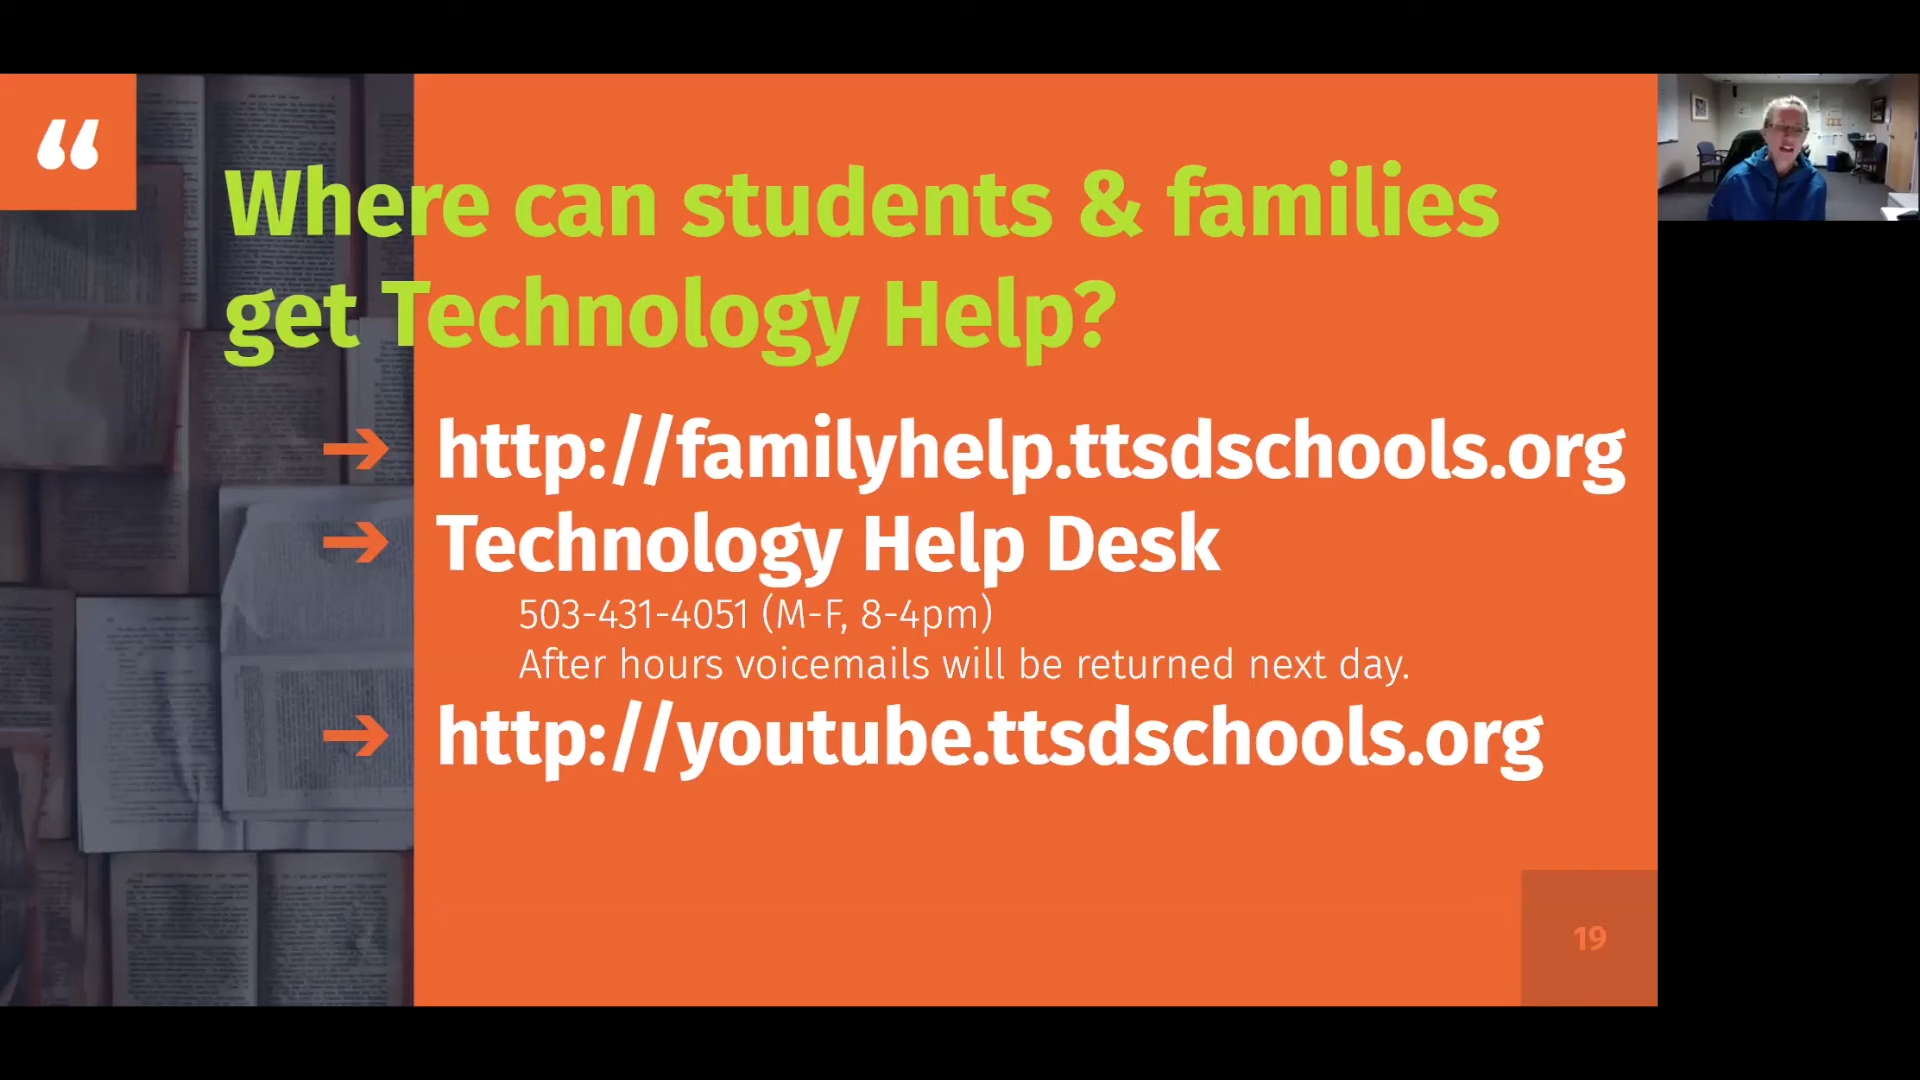 “
Where can students & families
get Technology Help?
➔ http://familyhelp.ttsdschools.org
➔ Technology Help Desk
503-431-4051 (M-F, 8-4pm)
After hours voicemails will be returned next day.
➔ http://youtube.ttsdschools.org
19